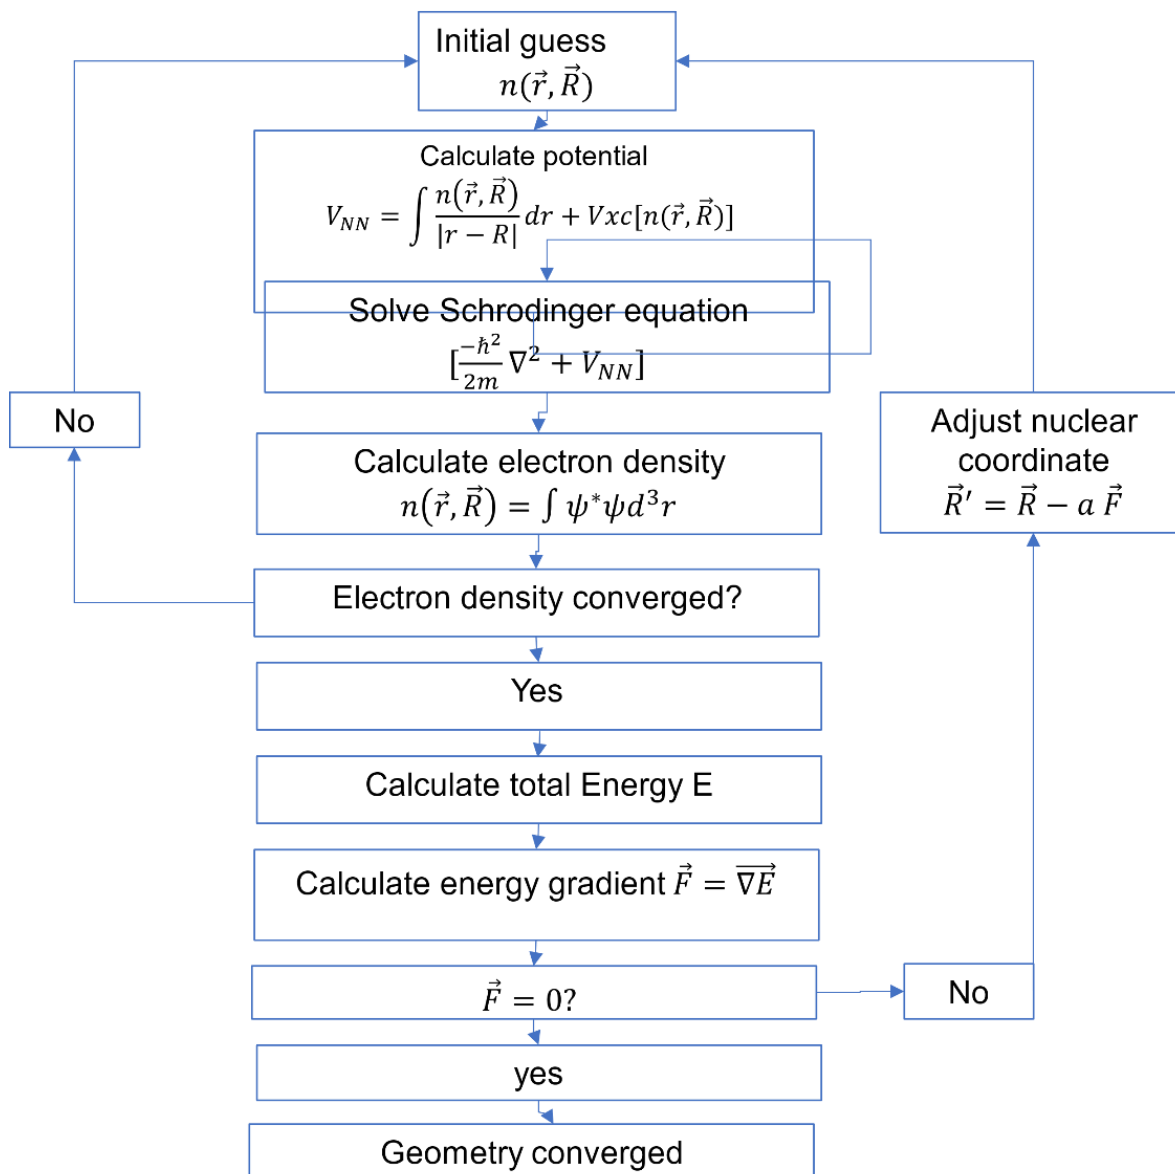 Initial guess
n(r⃗, R⃗)
Calculate potential
V_NN = ∫ n(r⃗, R⃗) / |r − R| dr + Vxc[n(r⃗, R⃗)]
Solve Schrodinger equation
[−ħ²/2m ∇² + V_NN]
No
Adjust nuclear
coordinate
R⃗′ = R⃗ − a F⃗
Calculate electron density
n(r⃗, R⃗) = ∫ ψ*ψd³r
Electron density converged?
Yes
Calculate total Energy E
Calculate energy gradient F⃗ = ∇E⃗
F⃗ = 0?
No
yes
Geometry converged